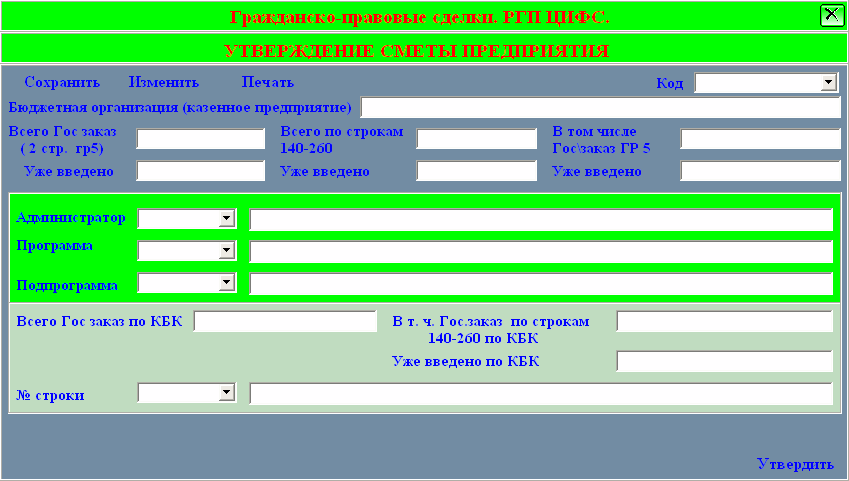 Гражданско-правовые сделки. РГП ЦИФС.
УТВЕРЖДЕНИЕ СМЕТЫ ПРЕДПРИЯТИЯ
Сохранить Изменить Печать Код
Бюджетная организация (казенное предприятие)
Всего Гос заказ Всего по строкам В том числе
( 2 стр. гр5) 140-260 Гос\заказ ГР 5
Уже введено Уже введено Уже введено
Администратор
Программа
Подпрограмма
Всего Гос заказ по КБК В т. ч. Гос.заказ по строкам
140-260 по КБК
Уже введено по КБК
№ строки
Утвердить